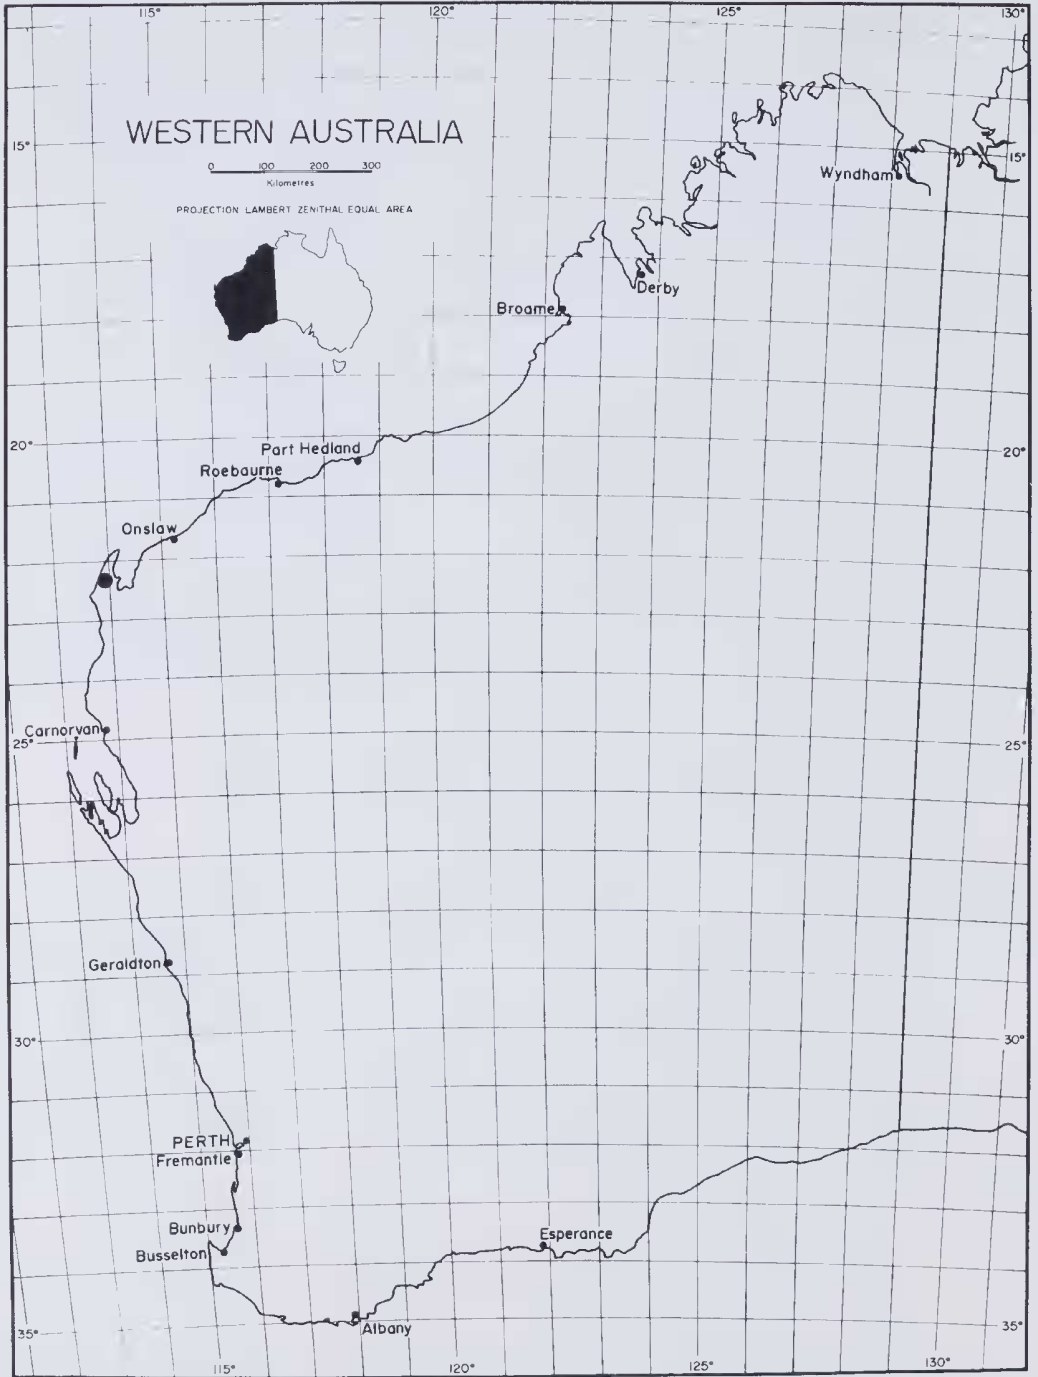 115° 120° 125° 130°
WESTERN AUSTRALIA
15° 15°
0 100 200 300
Kilometres
Wyndham
PROJECTION LAMBERT ZENITHAL EQUAL AREA
Derby
Broame
20° 20°
Part Hedland
Roebaurne
Onslaw
Carnorvan
25° 25°
Geraldton
30° 30°
PERTH
Fremantle
Bunbury
Esperance
Busselton
35° 35°
Albany
115° 120° 125° 130°